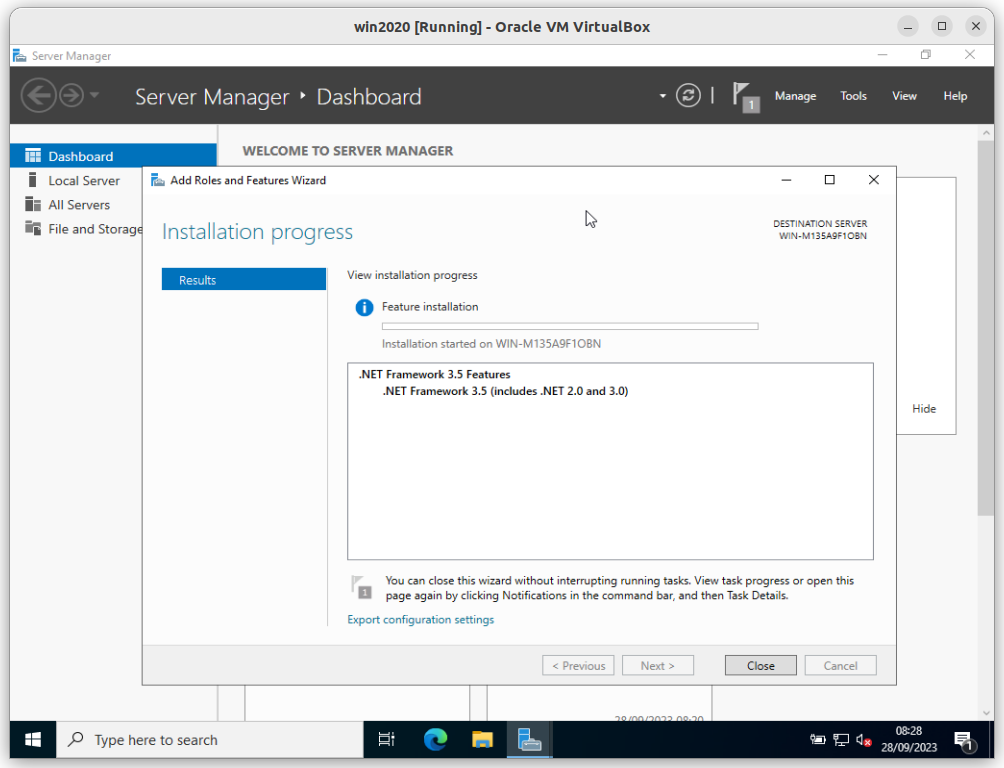 win2020 [Running] - Oracle VM VirtualBox
Server Manager
Server Manager ‣ Dashboard
1
Manage
Tools
View
Help
Dashboard
Local Server
All Servers
File and Storage
WELCOME TO SERVER MANAGER
Add Roles and Features Wizard
Installation progress
DESTINATION SERVER
WIN-M135A9F1OBN
Results
View installation progress
Feature installation
Installation started on WIN-M135A9F1OBN
.NET Framework 3.5 Features
.NET Framework 3.5 (includes .NET 2.0 and 3.0)
Hide
1
You can close this wizard without interrupting running tasks. View task progress or open this
page again by clicking Notifications in the command bar, and then Task Details.
Export configuration settings
< Previous
Next >
Close
Cancel
28/09/2023 08:20
Type here to search
08:28
28/09/2023
1